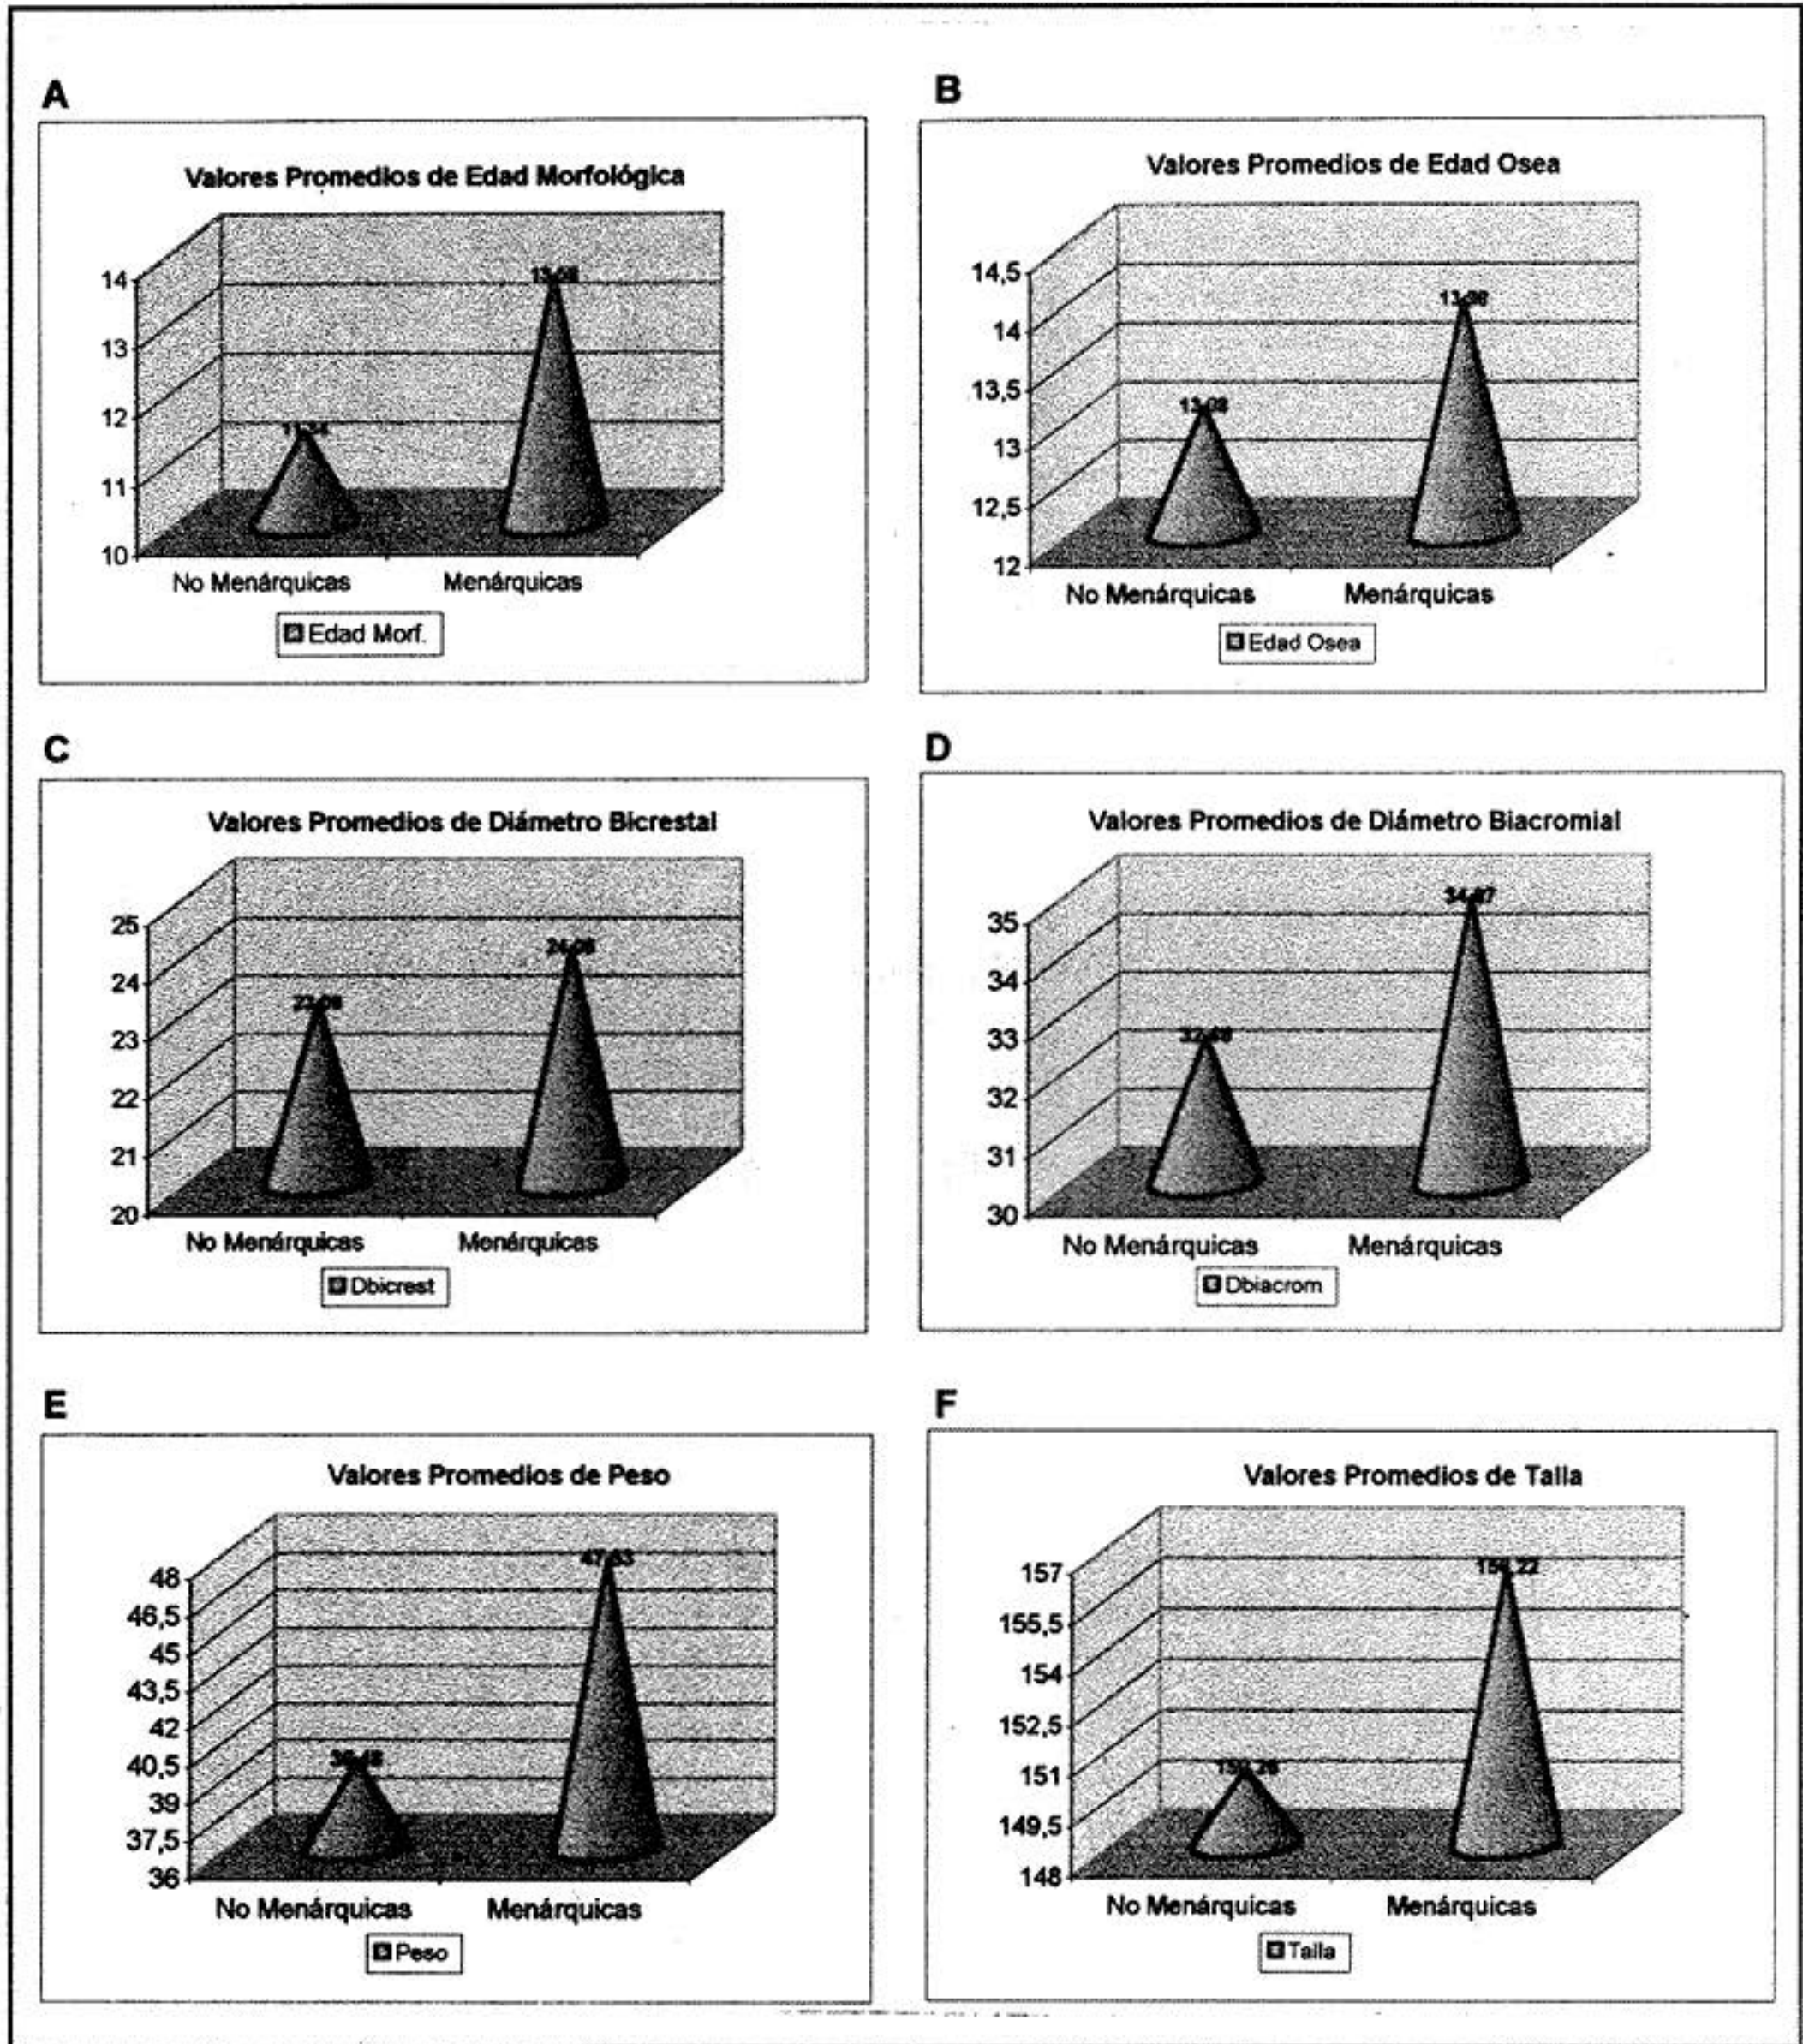 A
Valores Promedios de Edad Morfológica
14
13
12
11
10
No Menárquicas Menárquicas
Edad Morf.
B
Valores Promedios de Edad Osea
14,5
14
13,5
13
12,5
12
13,08
No Menárquicas Menárquicas
Edad Osea
C
Valores Promedios de Diámetro Bicrestal
25
24
23
22
21
20
No Menárquicas Menárquicas
Dbicrest
D
Valores Promedios de Diámetro Biacromial
35
34
33
32
31
30
No Menárquicas Menárquicas
Dbiacrom
E
Valores Promedios de Peso
48
46,5
45
43,5
42
40,5
39
37,5
36
No Menárquicas Menárquicas
Peso
F
Valores Promedios de Talla
157
155,5
154
152,5
151
149,5
148
No Menárquicas Menárquicas
Talla